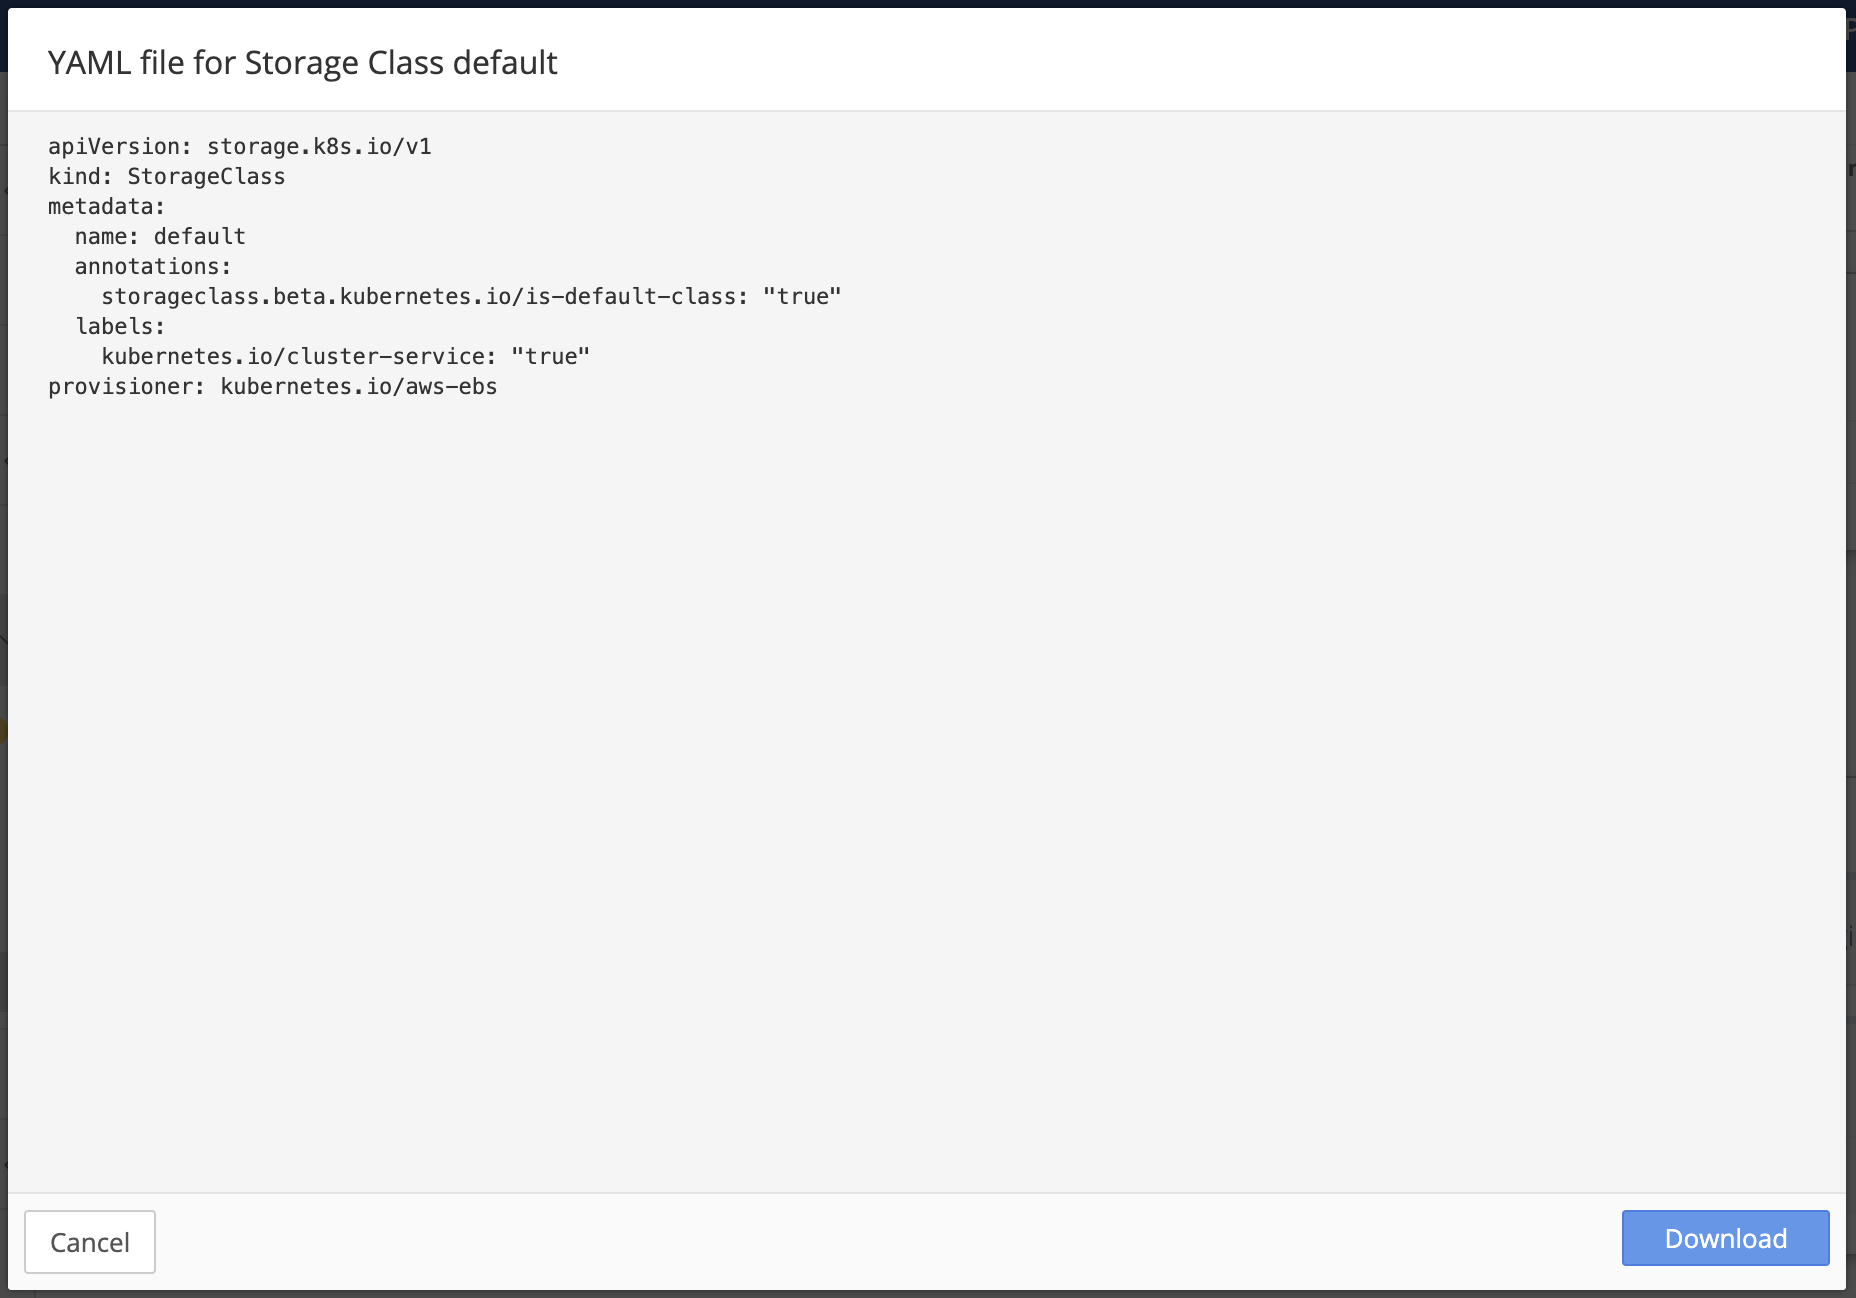 YAML file for Storage Class default
apiVersion: storage.k8s.io/v1
kind: StorageClass
metadata:
  name: default
  annotations:
    storageclass.beta.kubernetes.io/is-default-class: "true"
  labels:
    kubernetes.io/cluster-service: "true"
provisioner: kubernetes.io/aws-ebs
Cancel
Download